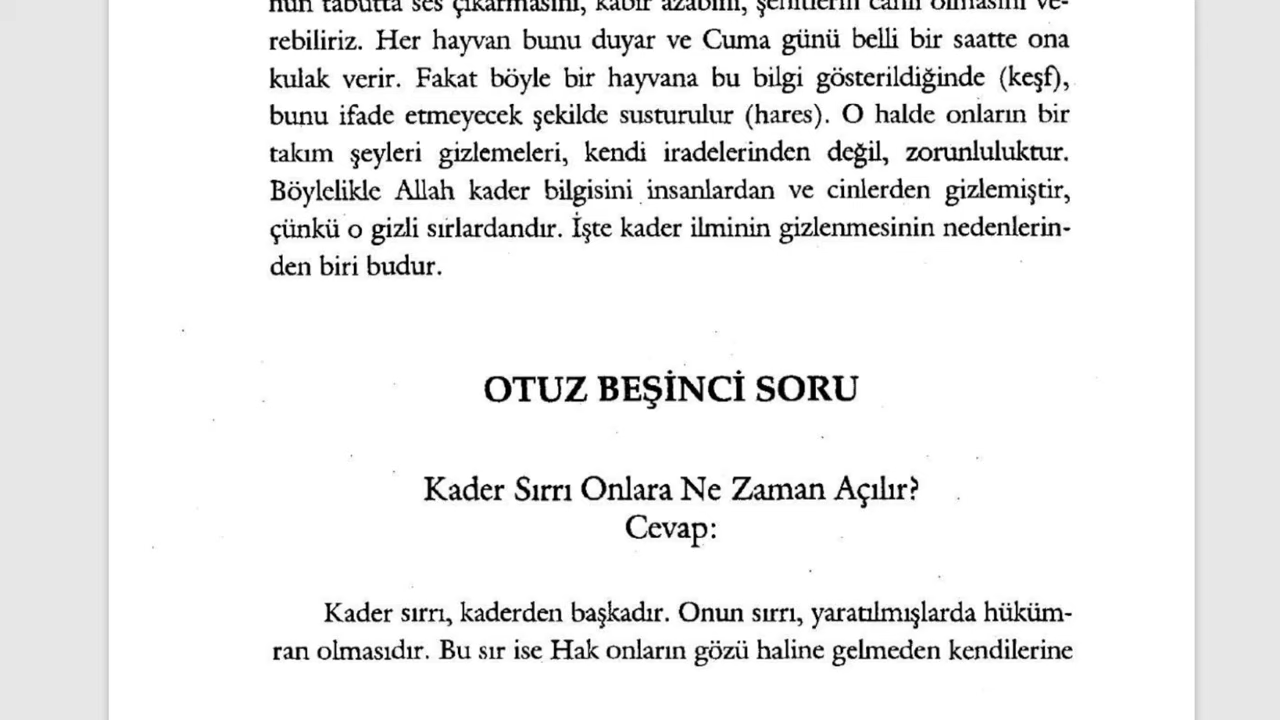 nun tabutta ses çıkarmasını, kabir azabını, şehitlerin canlı olmasını ve-
rebiliriz. Her hayvan bunu duyar ve Cuma günü belli bir saatte ona
kulak verir. Fakat böyle bir hayvana bu bilgi gösterildiğinde (keşf),
bunu ifade etmeyecek şekilde susturulur (hares). O halde onların bir
takım şeyleri gizlemeleri, kendi iradelerinden değil, zorunluluktur.
Böylelikle Allah kader bilgisini insanlardan ve cinlerden gizlemiştir,
çünkü o gizli sırlardandır. İşte kader ilminin gizlenmesinin nedenlerin-
den biri budur.
OTUZ BEŞİNCİ SORU
Kader Sırrı Onlara Ne Zaman Açılır?
Cevap:
Kader sırrı, kaderden başkadır. Onun sırrı, yaratılmışlarda hüküm-
ran olmasıdır. Bu sır ise Hak onların gözü haline gelmeden kendilerine